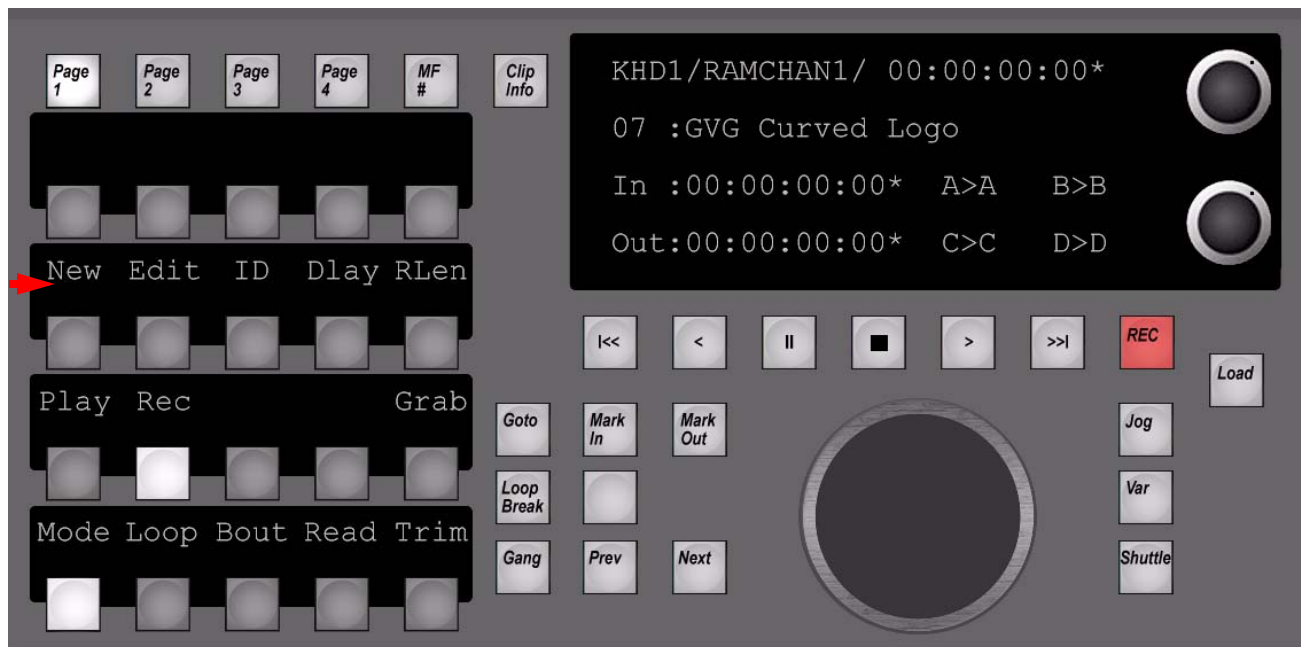 Page 1
Page 2
Page 3
Page 4
MF #
Clip Info
KHD1/RAMCHAN1/ 00:00:00:00*
07 :GVG Curved Logo
In :00:00:00:00* A>A B>B
Out:00:00:00:00* C>C D>D
New Edit ID Dlay RLen
Play Rec Grab
Mode Loop Bout Read Trim
I<< < II ■ > >>I REC
Load
Goto
Mark In
Mark Out
Jog
Loop Break
Var
Gang
Prev
Next
Shuttle